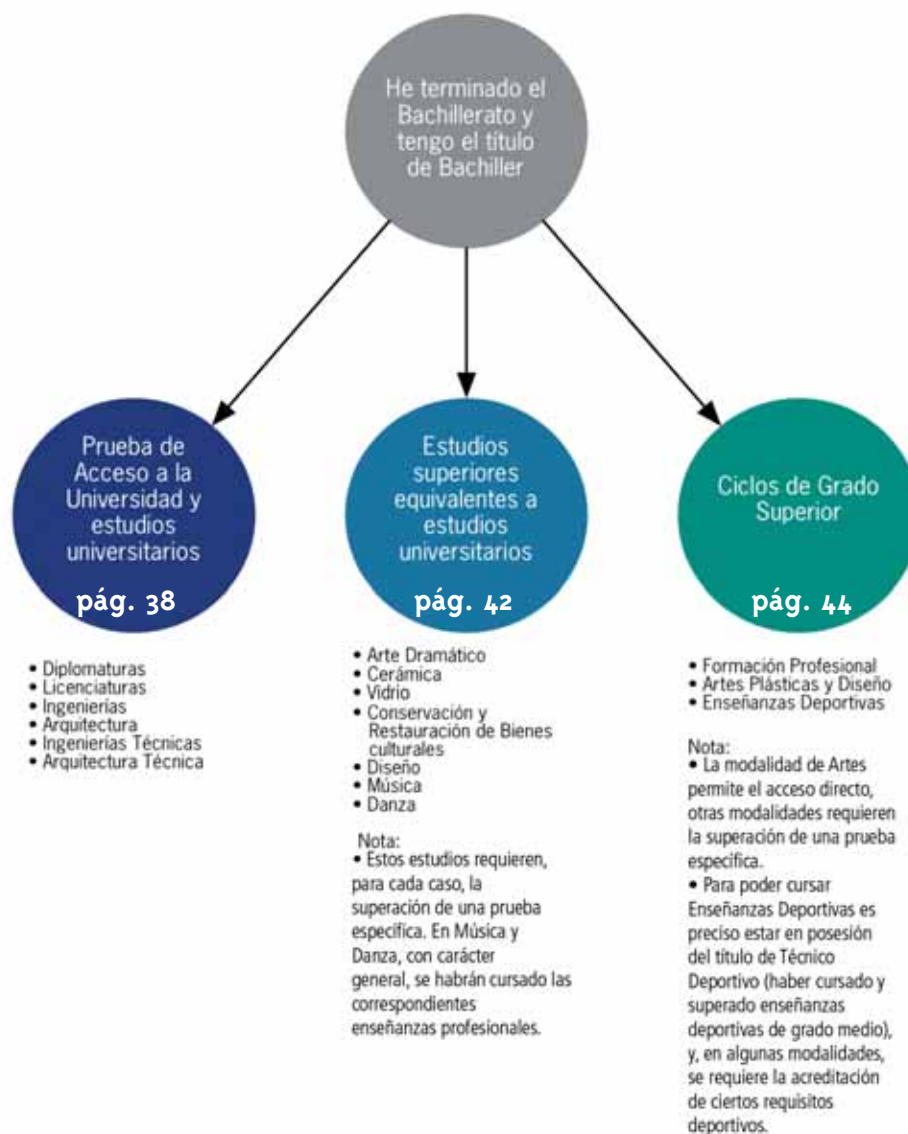 He terminado el
Bachillerato y
tengo el título
de Bachiller
Prueba de
Acceso a la
Universidad y
estudios
universitarios
pág. 38
• Diplomaturas
• Licenciaturas
• Ingenierías
• Arquitectura
• Ingenierías Técnicas
• Arquitectura Técnica
Estudios
superiores
equivalentes a
estudios
universitarios
pág. 42
• Arte Dramático
• Cerámica
• Vidrio
• Conservación y
Restauración de Bienes
culturales
• Diseño
• Música
• Danza
Nota:
• Estos estudios requieren,
para cada caso, la
superación de una prueba
específica. En Música y
Danza, con carácter
general, se habrán cursado las
correspondientes
enseñanzas profesionales.
Ciclos de Grado
Superior
pág. 44
• Formación Profesional
• Artes Plásticas y Diseño
• Enseñanzas Deportivas
Nota:
• La modalidad de Artes
permite el acceso directo,
otras modalidades requieren
la superación de una prueba
específica.
• Para poder cursar
Enseñanzas Deportivas es
preciso estar en posesión
del título de Técnico
Deportivo (haber cursado y
superado enseñanzas
deportivas de grado medio),
y, en algunas modalidades,
se requiere la acreditación
de ciertos requisitos
deportivos.